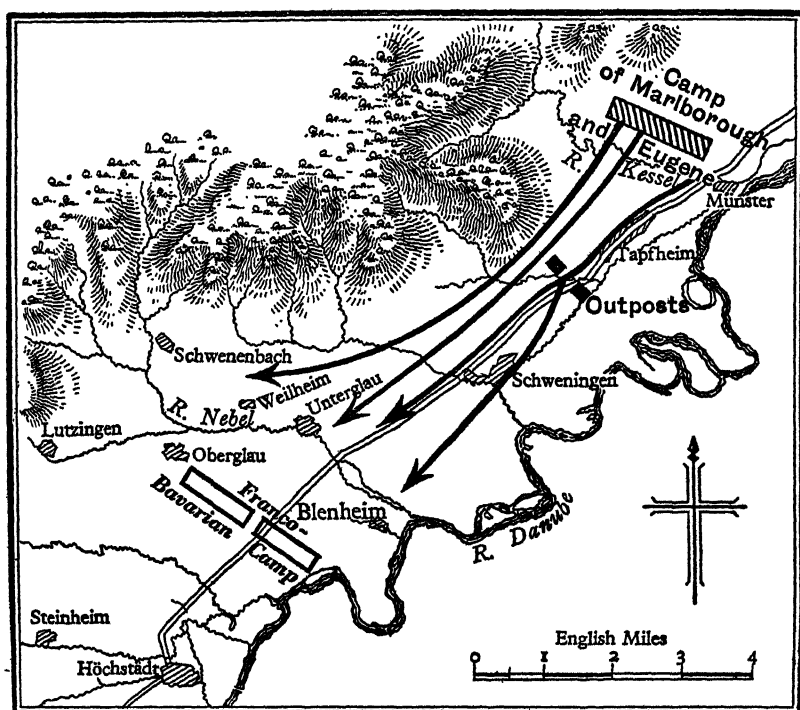 Camp
of Marlborough
and Eugene
R. Kessel
Münster
Tapfheim
Outposts
Schwenenbach
Schweningen
Weilheim
Unterglau
R. Nebel
Lutzingen
Oberglau
Franco-
Bavarian
Camp
Blenheim
R. Danube
Steinheim
Höchstädt
English Miles
0 1 2 3 4